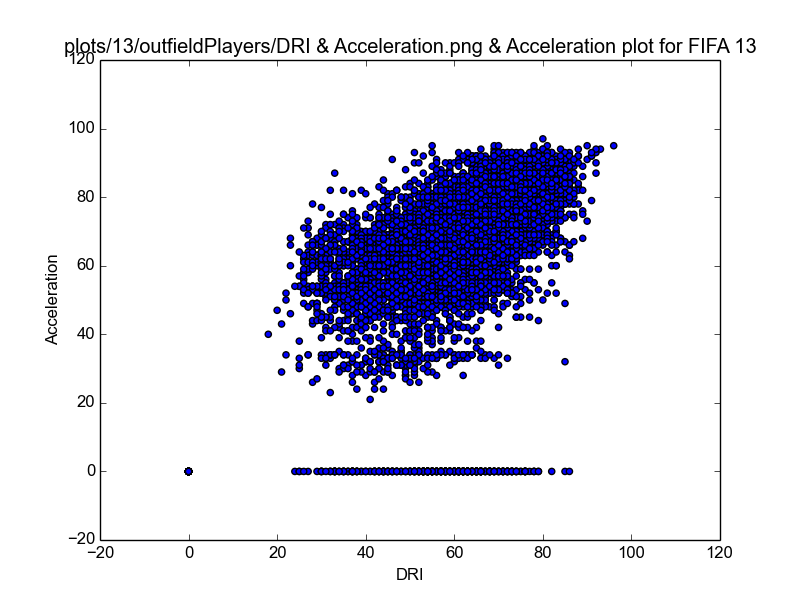 plots/13/outfieldPlayers/DRI & Acceleration.png & Acceleration plot for FIFA 13
120
100
80
60
40
20
0
−20
Acceleration
−20 0 20 40 60 80 100 120
DRI